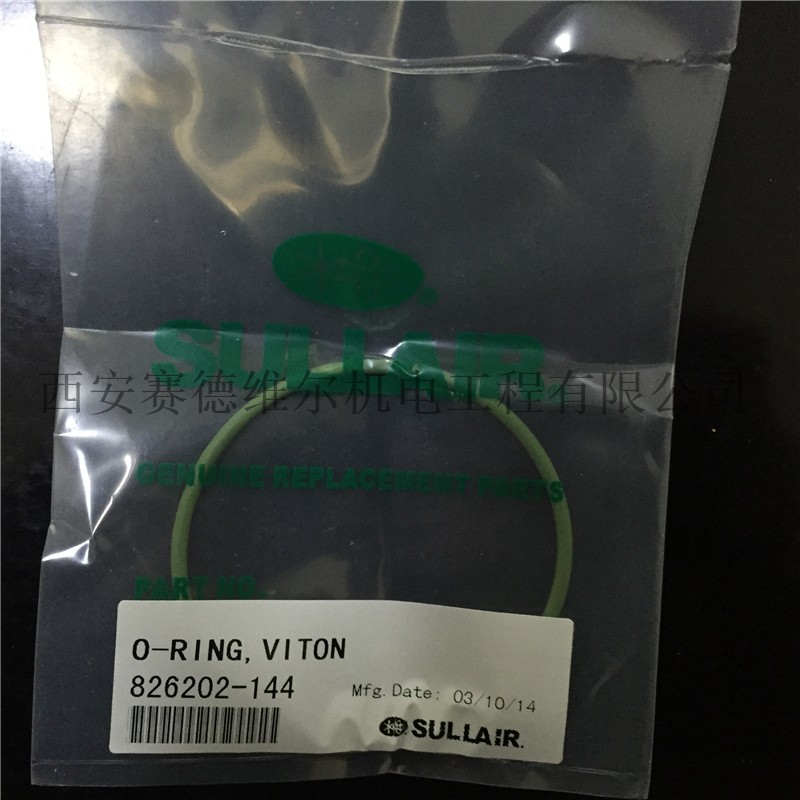 SULLAIR
西安赛德维尔机电工程有限公司
GENUINE REPLACEMENT PARTS
PART NO.
O-RING, VITON
826202-144
Mfg. Date: 03/10/14
SULLAIR.